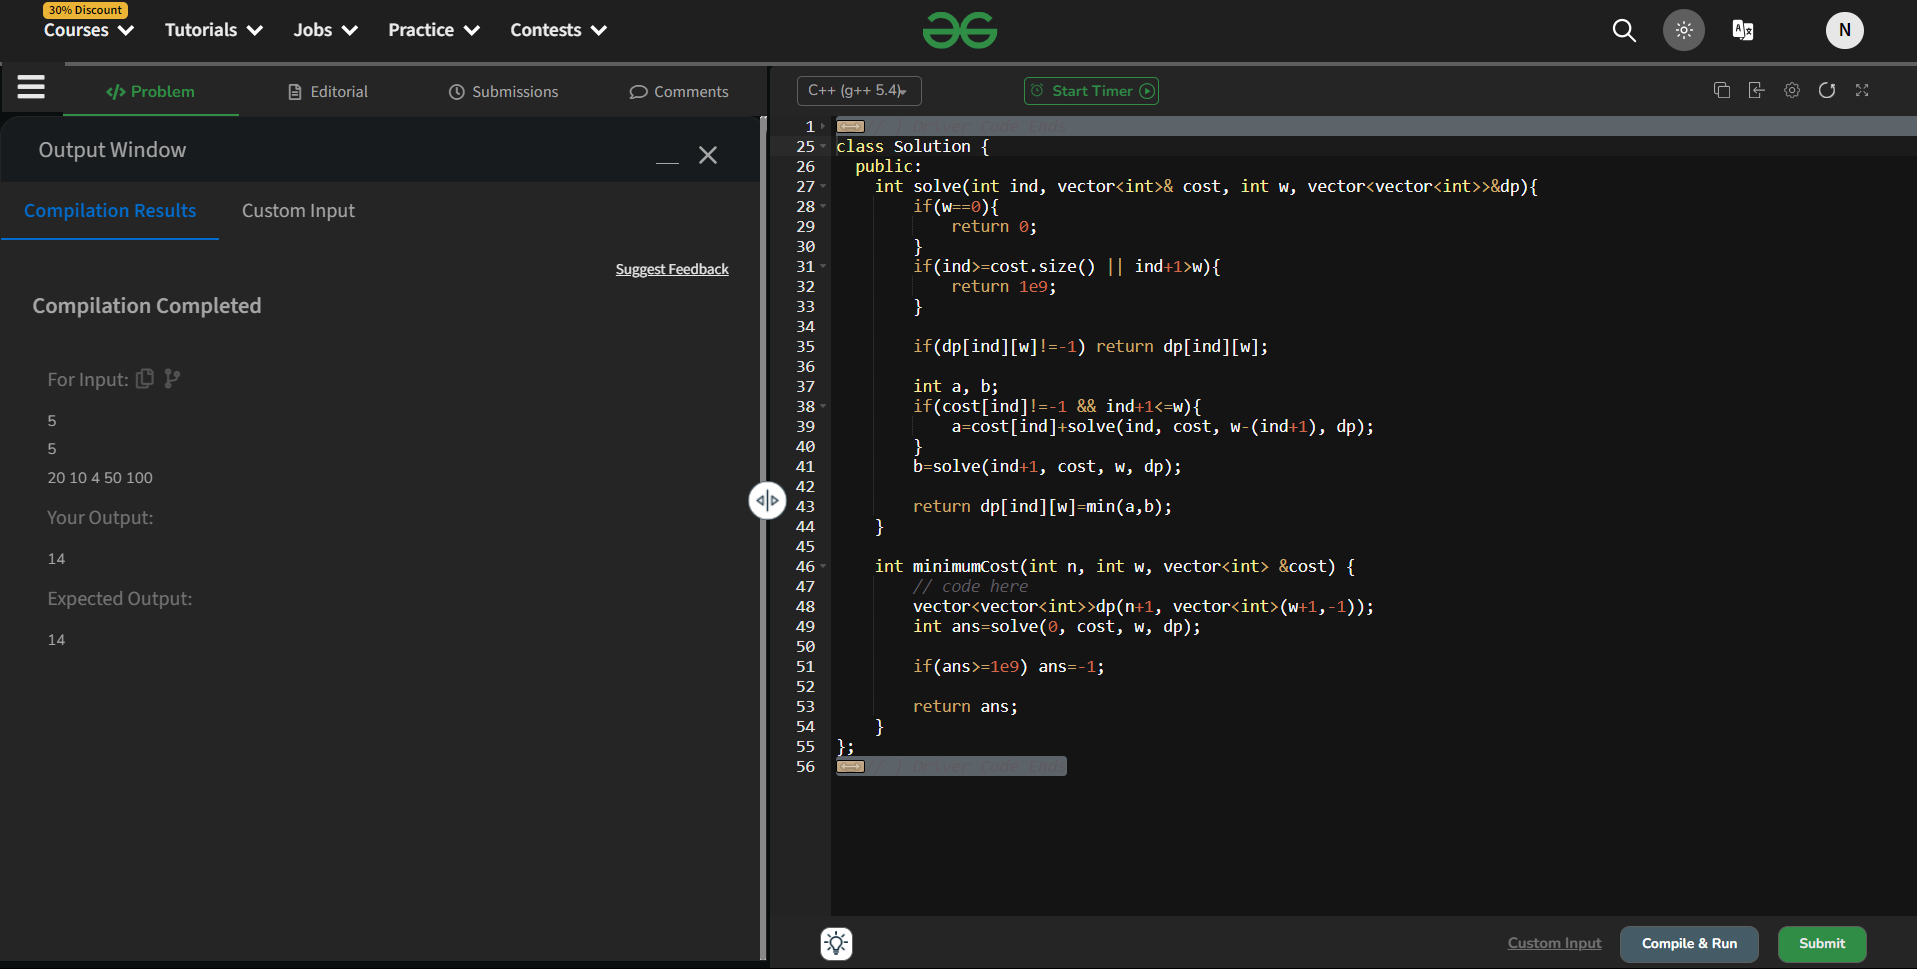 30% Discount
Courses Tutorials Jobs Practice Contests
N
Problem Editorial Submissions Comments
Output Window
Compilation Results Custom Input
Suggest Feedback
Compilation Completed
For Input:
5
5
20 10 4 50 100
Your Output:
14
Expected Output:
14
C++ (g++ 5.4) Start Timer
1 // } Driver Code Ends
25 class Solution {
26 public:
27 int solve(int ind, vector<int>& cost, int w, vector<vector<int>>&dp){
28 if(w==0){
29 return 0;
30 }
31 if(ind>=cost.size() || ind+1>w){
32 return 1e9;
33 }
34
35 if(dp[ind][w]!=-1) return dp[ind][w];
36
37 int a, b;
38 if(cost[ind]!=-1 && ind+1<=w){
39 a=cost[ind]+solve(ind, cost, w-(ind+1), dp);
40 }
41 b=solve(ind+1, cost, w, dp);
42
43 return dp[ind][w]=min(a,b);
44 }
45
46 int minimumCost(int n, int w, vector<int> &cost) {
47 // code here
48 vector<vector<int>>dp(n+1, vector<int>(w+1,-1));
49 int ans=solve(0, cost, w, dp);
50
51 if(ans>=1e9) ans=-1;
52
53 return ans;
54 }
55 };
56 // } Driver Code Ends
Custom Input Compile & Run Submit